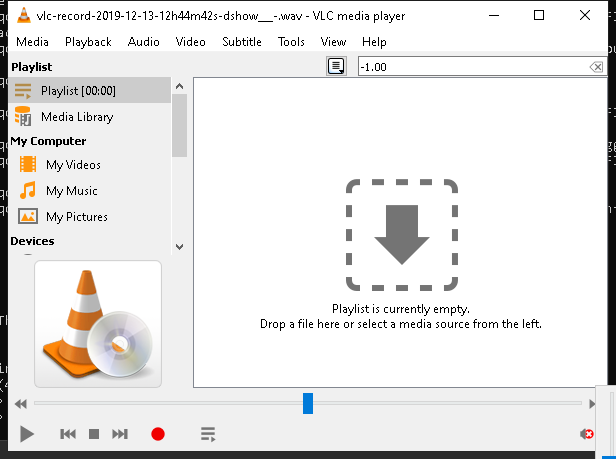 vlc-record-2019-12-13-12h44m42s-dshow___-.wav - VLC media player
Media Playback Audio Video Subtitle Tools View Help
Playlist
-1.00
Playlist [00:00]
Media Library
My Computer
My Videos
My Music
My Pictures
Devices
Playlist is currently empty.
Drop a file here or select a media source from the left.